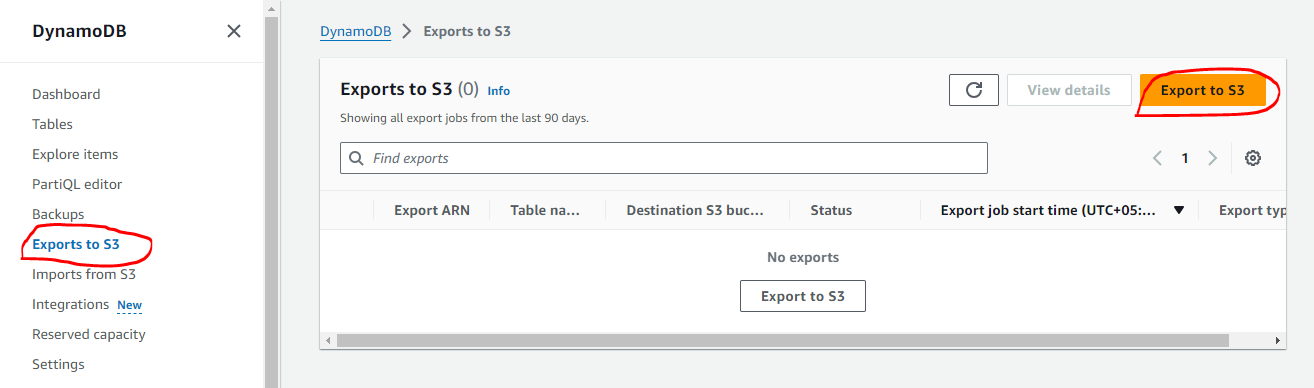 DynamoDB
Dashboard
Tables
Explore items
PartiQL editor
Backups
Exports to S3
Imports from S3
Integrations New
Reserved capacity
Settings
DynamoDB > Exports to S3
Exports to S3 (0) Info
View details
Export to S3
Showing all export jobs from the last 90 days.
Find exports
1
Export ARN Table na... Destination S3 buc... Status Export job start time (UTC+05:... Export typ
No exports
Export to S3